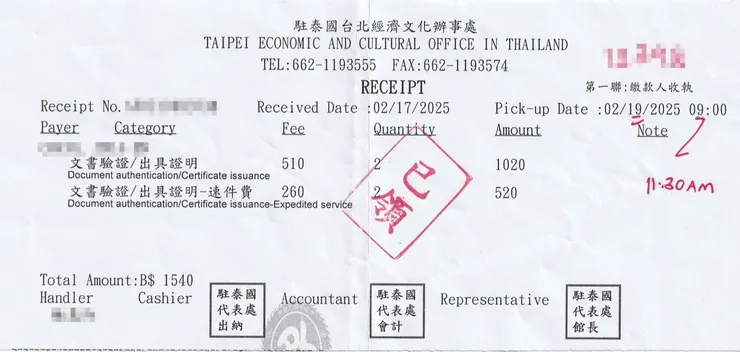 駐泰國台北經濟文化辦事處
TAIPEI ECONOMIC AND CULTURAL OFFICE IN THAILAND
TEL:662-1193555 FAX:662-1193574
RECEIPT
第一聯:繳款人收執
Receipt No. Received Date :02/17/2025 Pick-up Date :02/19/2025 09:00
Payer Category Fee Quantity Amount Note
文書驗證/出具證明 510 2 1020
Document authentication/Certificate issuance
11:30AM
文書驗證/出具證明-速件費 260 2 520
Document authentication/Certificate issuance-Expedited service
已領
Total Amount:B$ 1540
Handler Cashier 駐泰國代表處出納 Accountant 駐泰國代表處會計 Representative 駐泰國代表處館長